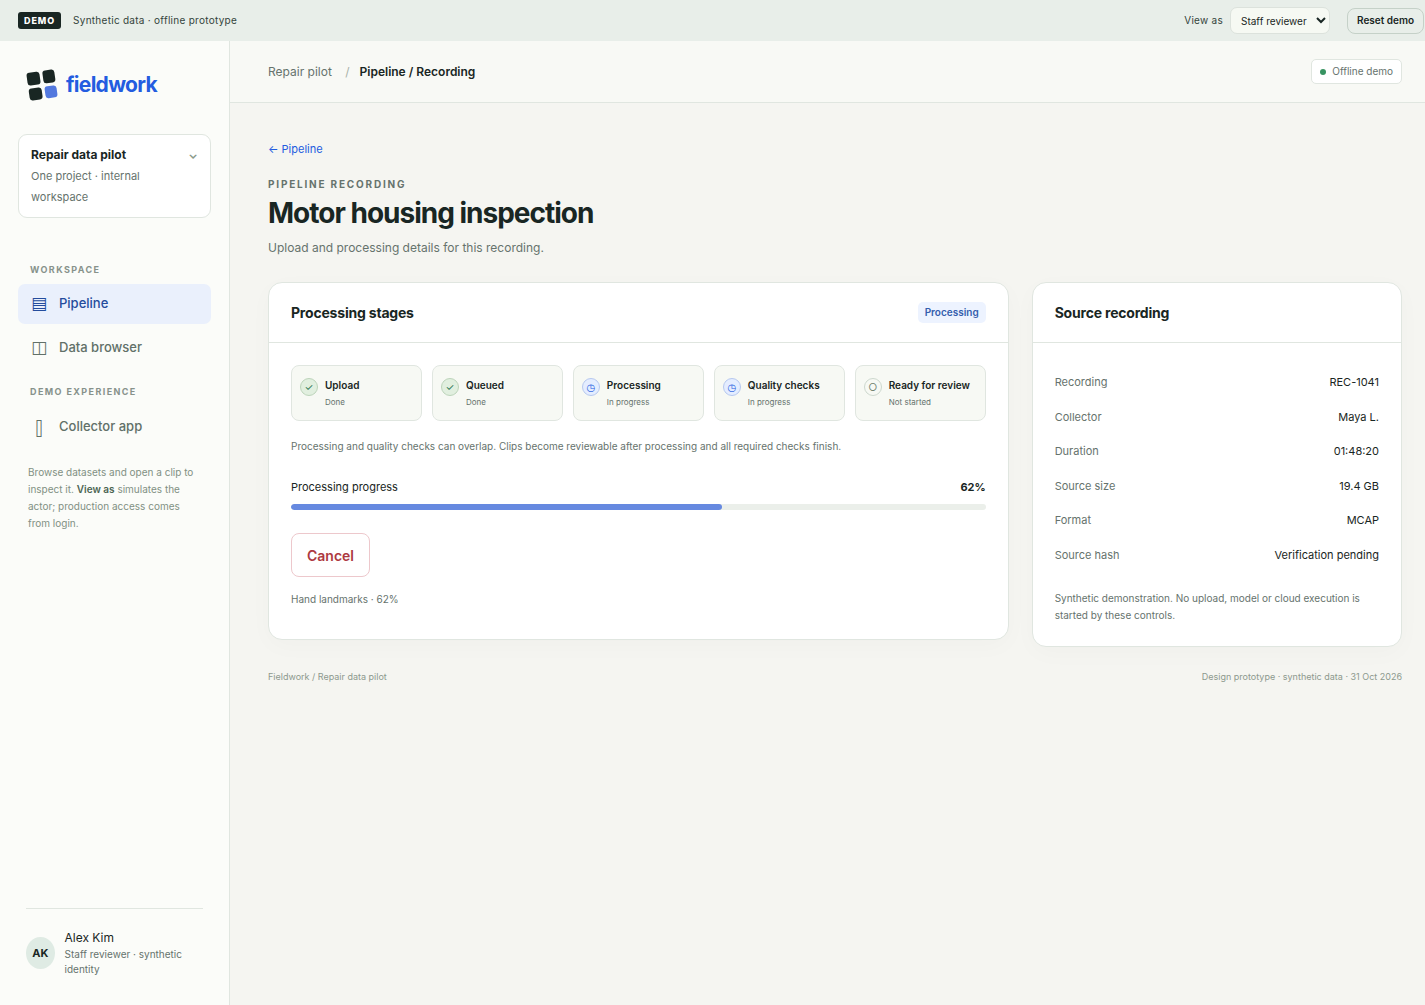 DEMO Synthetic data · offline prototype View as Staff reviewer Reset demo
fieldwork
Repair data pilot
One project · internal
workspace
WORKSPACE
Pipeline
Data browser
DEMO EXPERIENCE
Collector app
Browse datasets and open a clip to
inspect it. View as simulates the
actor; production access comes
from login.
AK
Alex Kim
Staff reviewer · synthetic
identity
Repair pilot / Pipeline / Recording
Offline demo
← Pipeline
PIPELINE RECORDING
Motor housing inspection
Upload and processing details for this recording.
Processing stages
Processing
Upload
Done
Queued
Done
Processing
In progress
Quality checks
In progress
Ready for review
Not started
Processing and quality checks can overlap. Clips become reviewable after processing and all required checks finish.
Processing progress 62%
Cancel
Hand landmarks · 62%
Source recording
Recording REC-1041
Collector Maya L.
Duration 01:48:20
Source size 19.4 GB
Format MCAP
Source hash Verification pending
Synthetic demonstration. No upload, model or cloud execution is
started by these controls.
Fieldwork / Repair data pilot
Design prototype · synthetic data · 31 Oct 2026